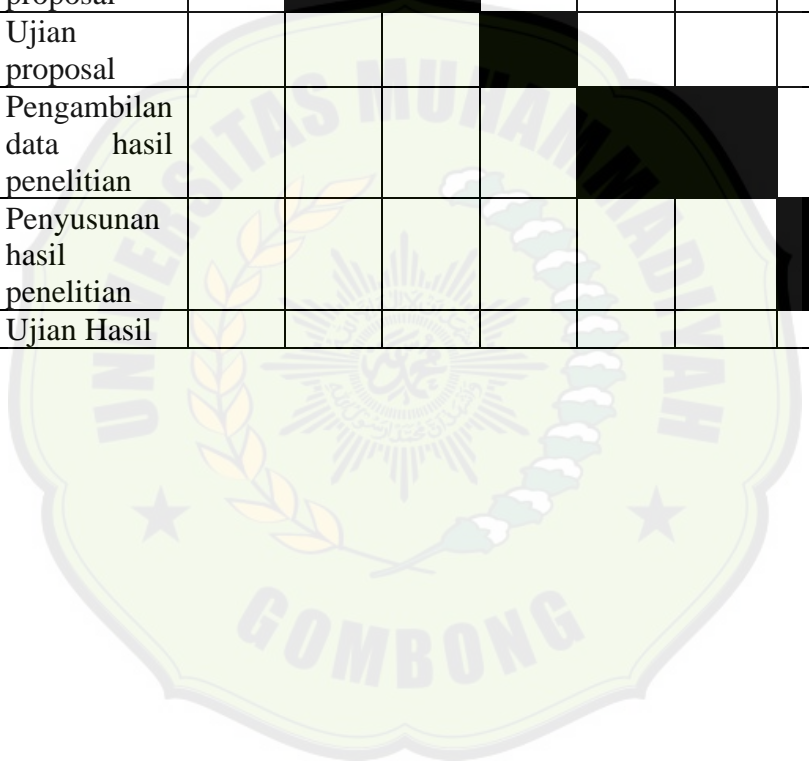 proposal
Ujian
proposal
Pengambilan
data hasil
penelitian
Penyusunan
hasil
penelitian
Ujian Hasil
UNIVERSITAS MUHAMMADIYAH
GOMBONG